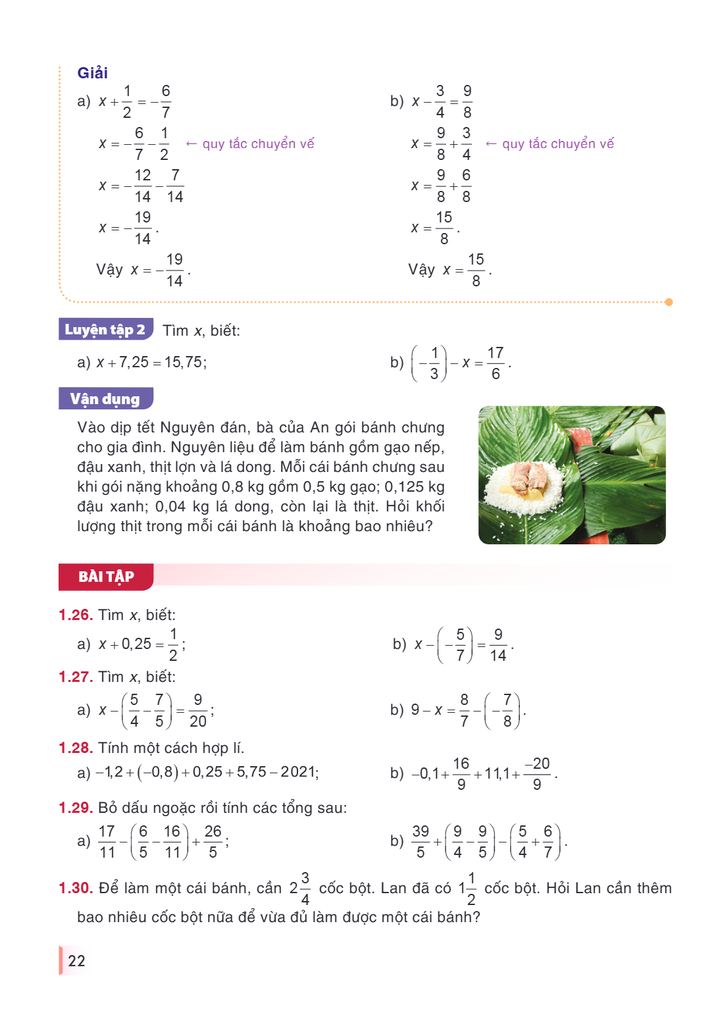 Giải
a) x + 1/2 = −6/7
x = −6/7 − 1/2 ← quy tắc chuyển vế
x = −12/14 − 7/14
x = −19/14.
Vậy x = −19/14.
b) x − 3/4 = 9/8
x = 9/8 + 3/4 ← quy tắc chuyển vế
x = 9/8 + 6/8
x = 15/8.
Vậy x = 15/8.
Luyện tập 2 Tìm x, biết:
a) x + 7,25 = 15,75; b) (−1/3) − x = 17/6.
Vận dụng
Vào dịp tết Nguyên đán, bà của An gói bánh chưng
cho gia đình. Nguyên liệu để làm bánh gồm gạo nếp,
đậu xanh, thịt lợn và lá dong. Mỗi cái bánh chưng sau
khi gói nặng khoảng 0,8 kg gồm 0,5 kg gạo; 0,125 kg
đậu xanh; 0,04 kg lá dong, còn lại là thịt. Hỏi khối
lượng thịt trong mỗi cái bánh là khoảng bao nhiêu?
BÀI TẬP
1.26. Tìm x, biết:
a) x + 0,25 = 1/2; b) x − (−5/7) = 9/14.
1.27. Tìm x, biết:
a) x − (5/4 − 7/5) = 9/20; b) 9 − x = 8/7 − (−7/8).
1.28. Tính một cách hợp lí.
a) −1,2 + (−0,8) + 0,25 + 5,75 − 2021; b) −0,1 + 16/9 + 11,1 + −20/9.
1.29. Bỏ dấu ngoặc rồi tính các tổng sau:
a) 17/11 − (6/5 − 16/11) + 26/5; b) 39/5 + (9/4 − 9/5) − (5/4 + 6/7).
1.30. Để làm một cái bánh, cần 2 3/4 cốc bột. Lan đã có 1 1/2 cốc bột. Hỏi Lan cần thêm
bao nhiêu cốc bột nữa để vừa đủ làm được một cái bánh?
22